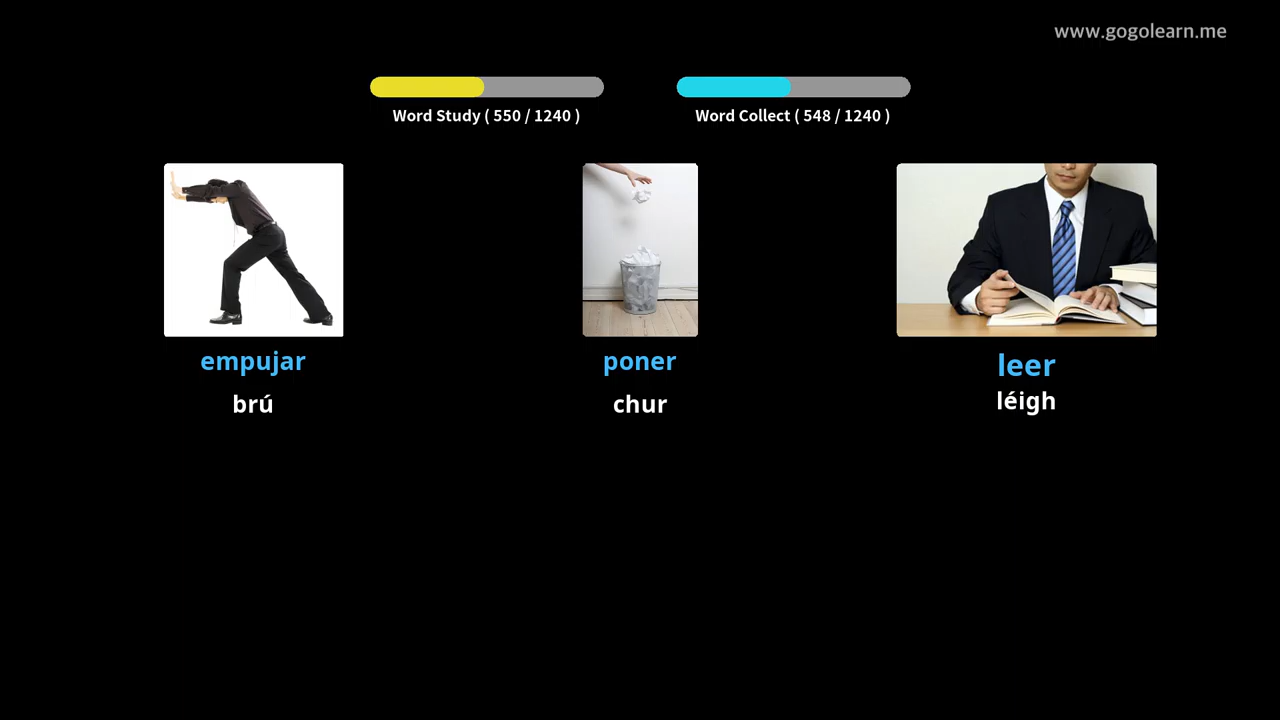 www.gogolearn.me
Word Study ( 550 / 1240 )
Word Collect ( 548 / 1240 )
empujar
poner
leer
brú
chur
léigh